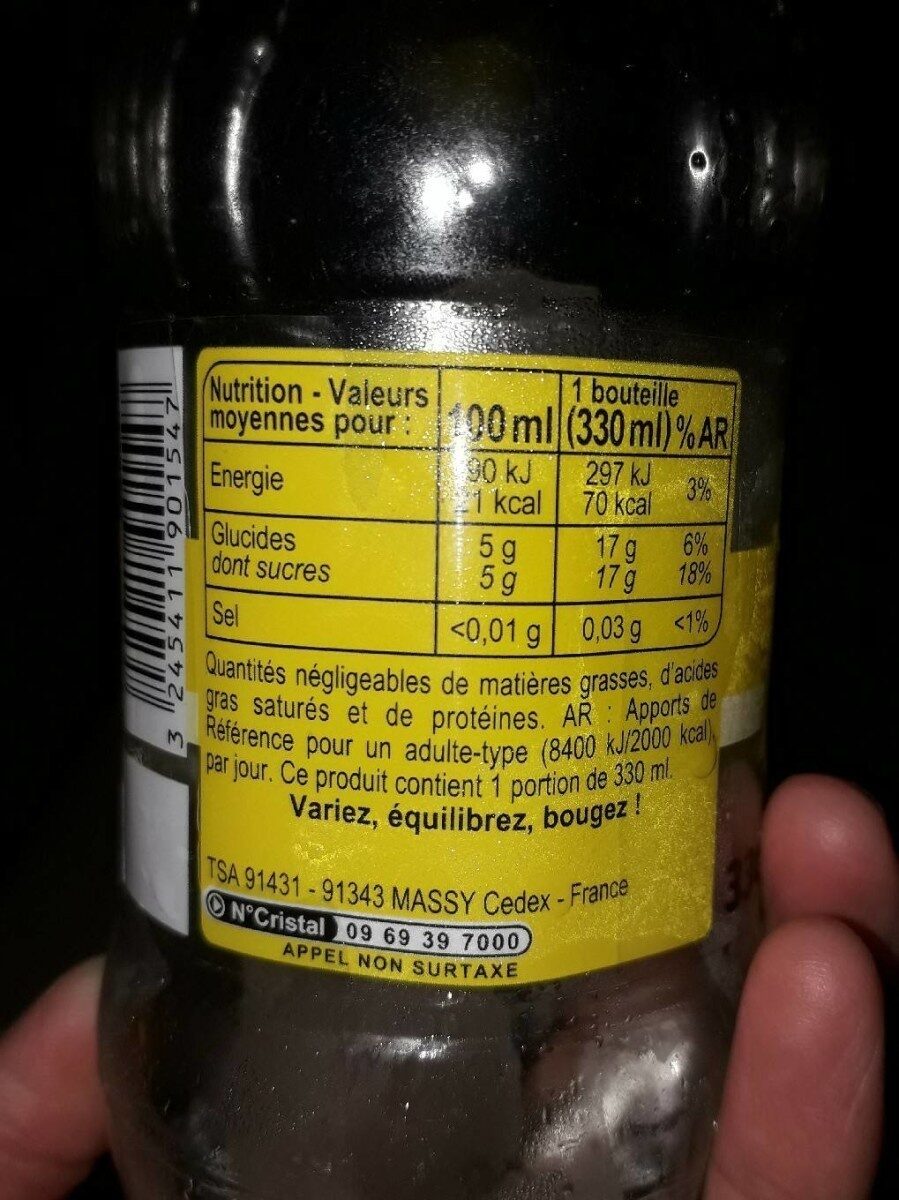 Nutrition - Valeurs moyennes pour : 100 ml 1 bouteille (330 ml) % AR
Energie 90 kJ 297 kJ 3%
21 kcal 70 kcal
Glucides 5 g 17 g 6%
dont sucres 5 g 17 g 18%
Sel <0,01 g 0,03 g <1%
Quantités négligeables de matières grasses, d'acides
gras saturés et de protéines. AR : Apports de
Référence pour un adulte-type (8400 kJ/2000 kcal)
par jour. Ce produit contient 1 portion de 330 ml.
Variez, équilibrez, bougez !
TSA 91431 - 91343 MASSY Cedex - France
N°Cristal 09 69 39 7000
APPEL NON SURTAXE
3 245411 901547